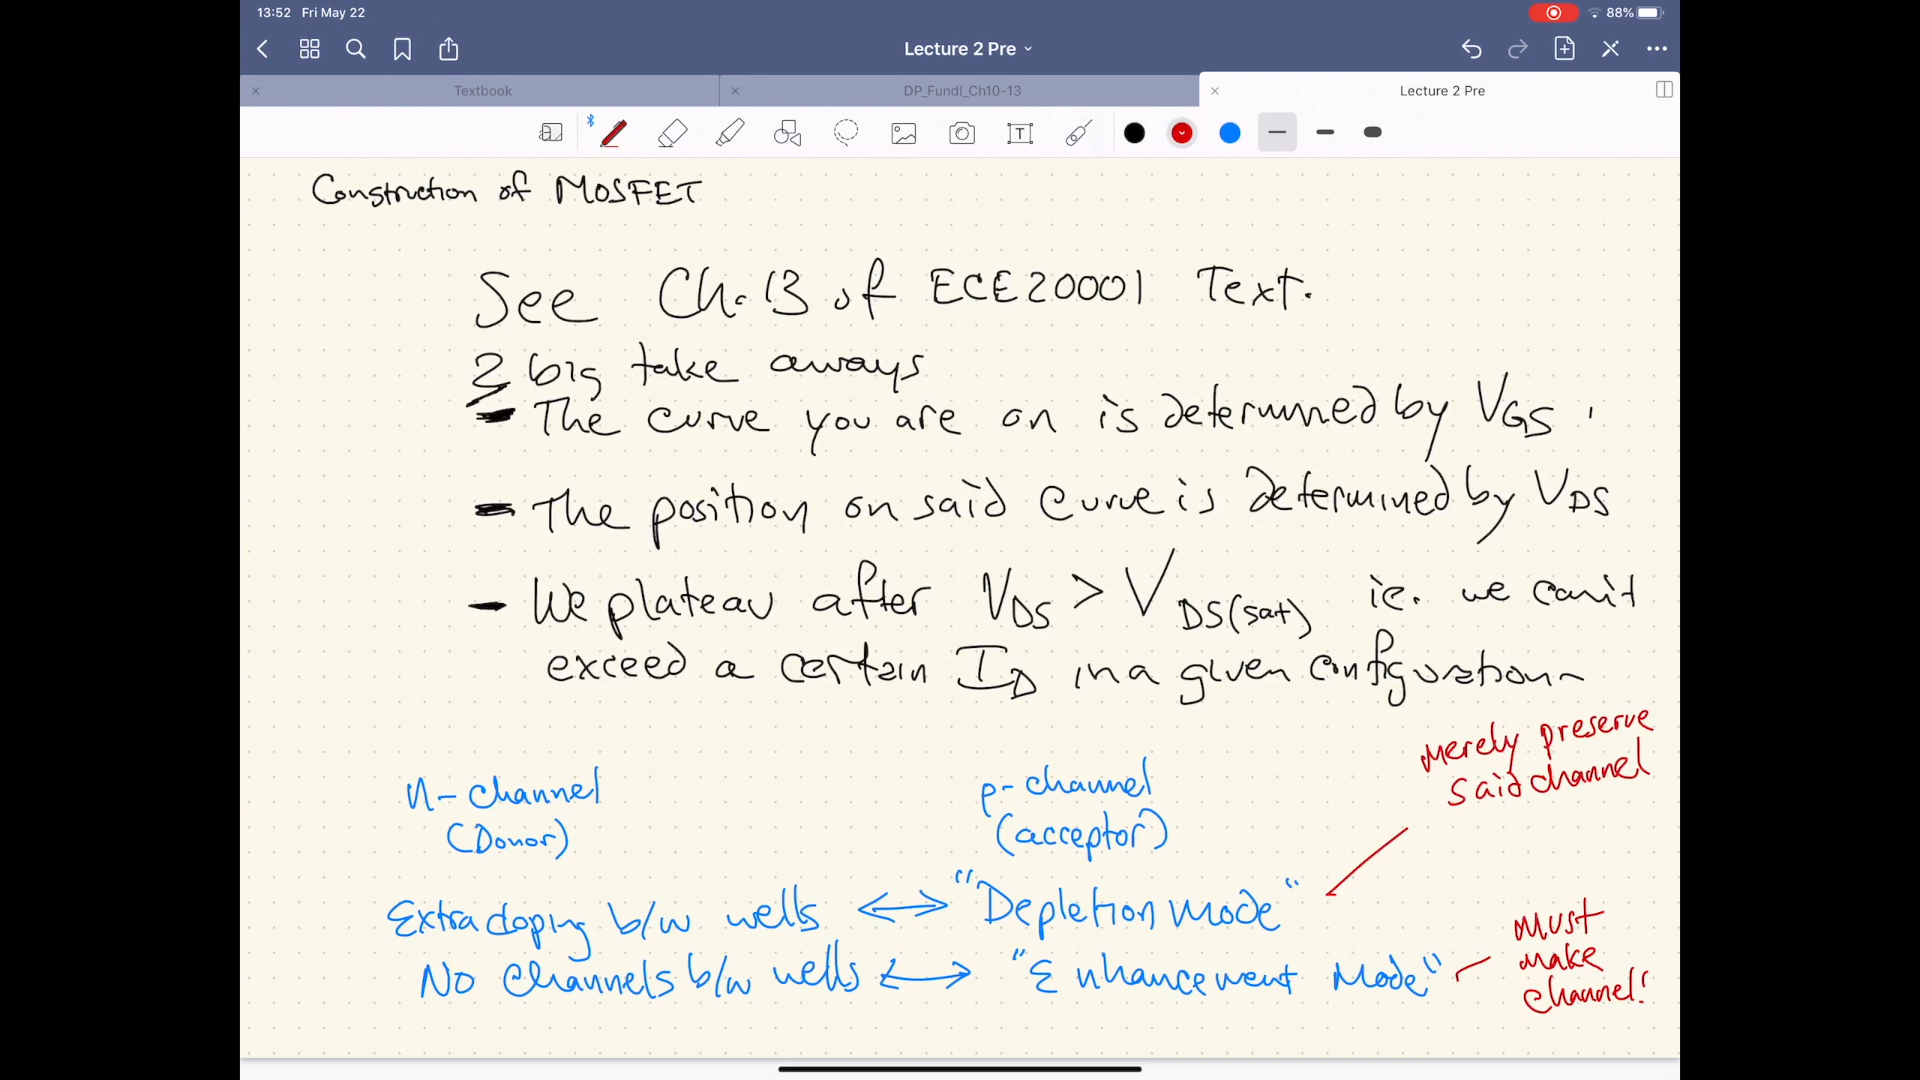 13:52 Fri May 22
88%
Lecture 2 Pre
Textbook
DP_Fundl_Ch10-13
Lecture 2 Pre
T
Construction of MOSFET
See Ch. 13 of ECE20001 Text.
2 big take aways
- The curve you are on is determined by VGS.
- The position on said curve is determined by VDS
- We plateau after VDS > VDS(sat) ie. we can't
exceed a certain ID in a given configuration.
merely preserve
said channel
n-channel
(Donor)
p-channel
(acceptor)
Extra doping b/w wells ⟷ "Depletion mode"
No channels b/w wells ⟷ "Enhancement Mode"
Must
make
channel!